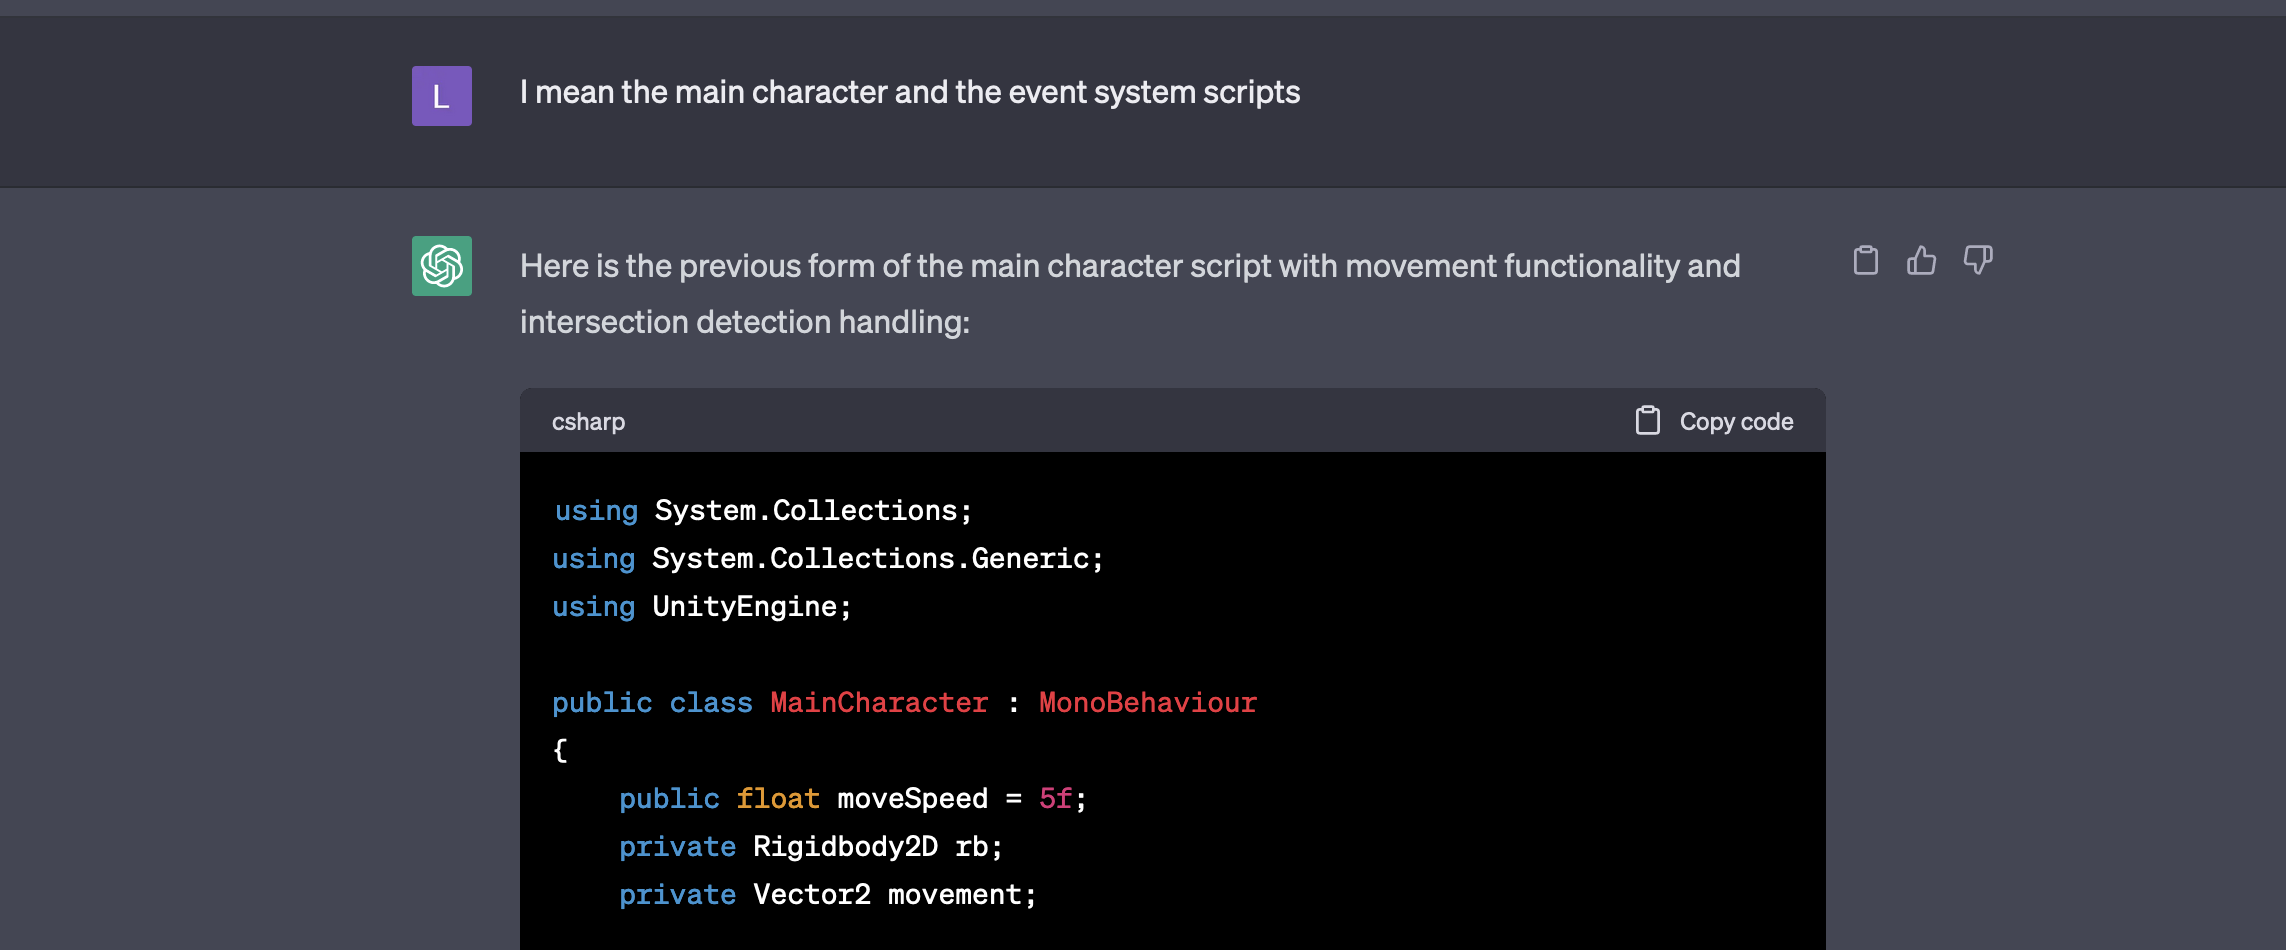 L
I mean the main character and the event system scripts
Here is the previous form of the main character script with movement functionality and
intersection detection handling:
csharp
Copy code
using System.Collections;
using System.Collections.Generic;
using UnityEngine;
public class MainCharacter : MonoBehaviour
{
    public float moveSpeed = 5f;
    private Rigidbody2D rb;
    private Vector2 movement;